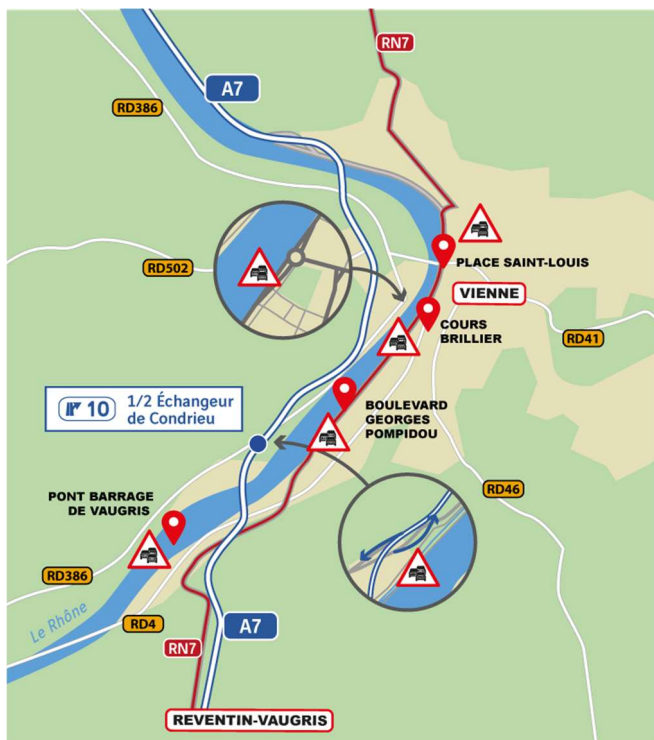 RN7
A7
RD386
RD502
PLACE SAINT-LOUIS
VIENNE
COURS
BRILLIER
RD41
10 1/2 Échangeur
de Condrieu
BOULEVARD
GEORGES
POMPIDOU
PONT BARRAGE
DE VAUGRIS
RD46
RD386
Le Rhône
RD4
A7
RN7
REVENTIN-VAUGRIS